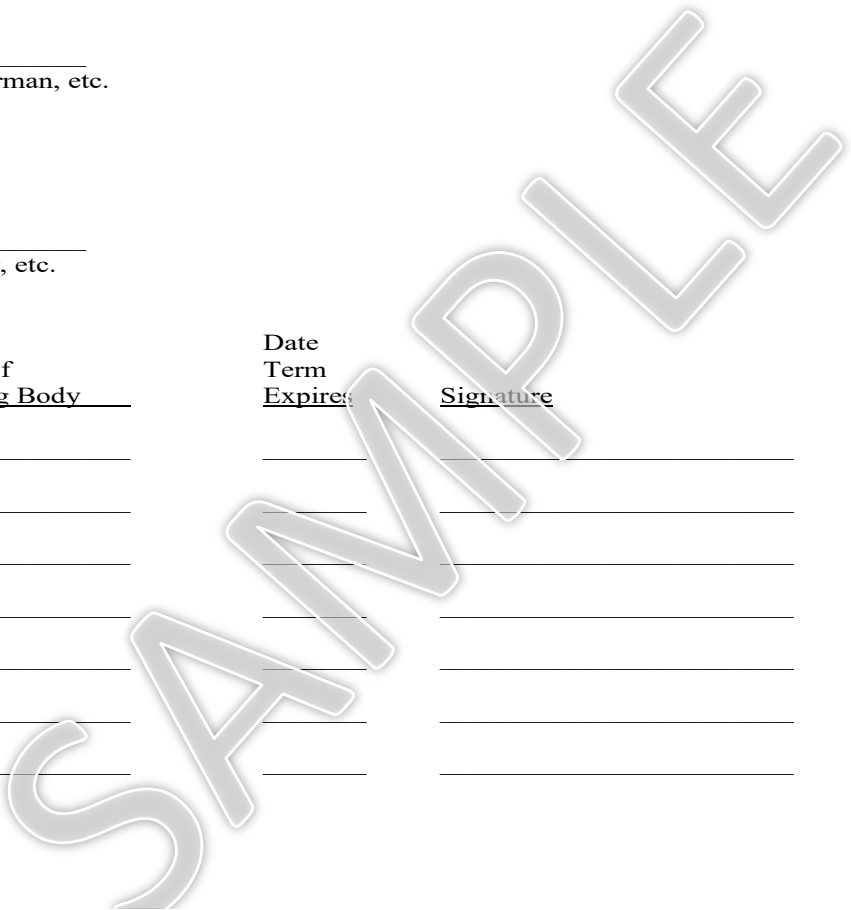 rman, etc.
, etc.
Date
f Term
g Body Expires Signature
SAMPLE